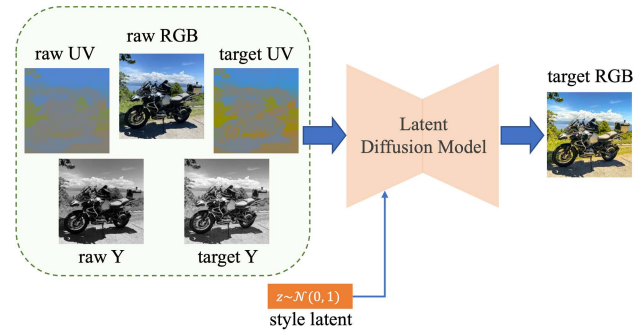 raw RGB
raw UV
target UV
target RGB
Latent
Diffusion Model
raw Y
target Y
z~𝒩(0,1)
style latent